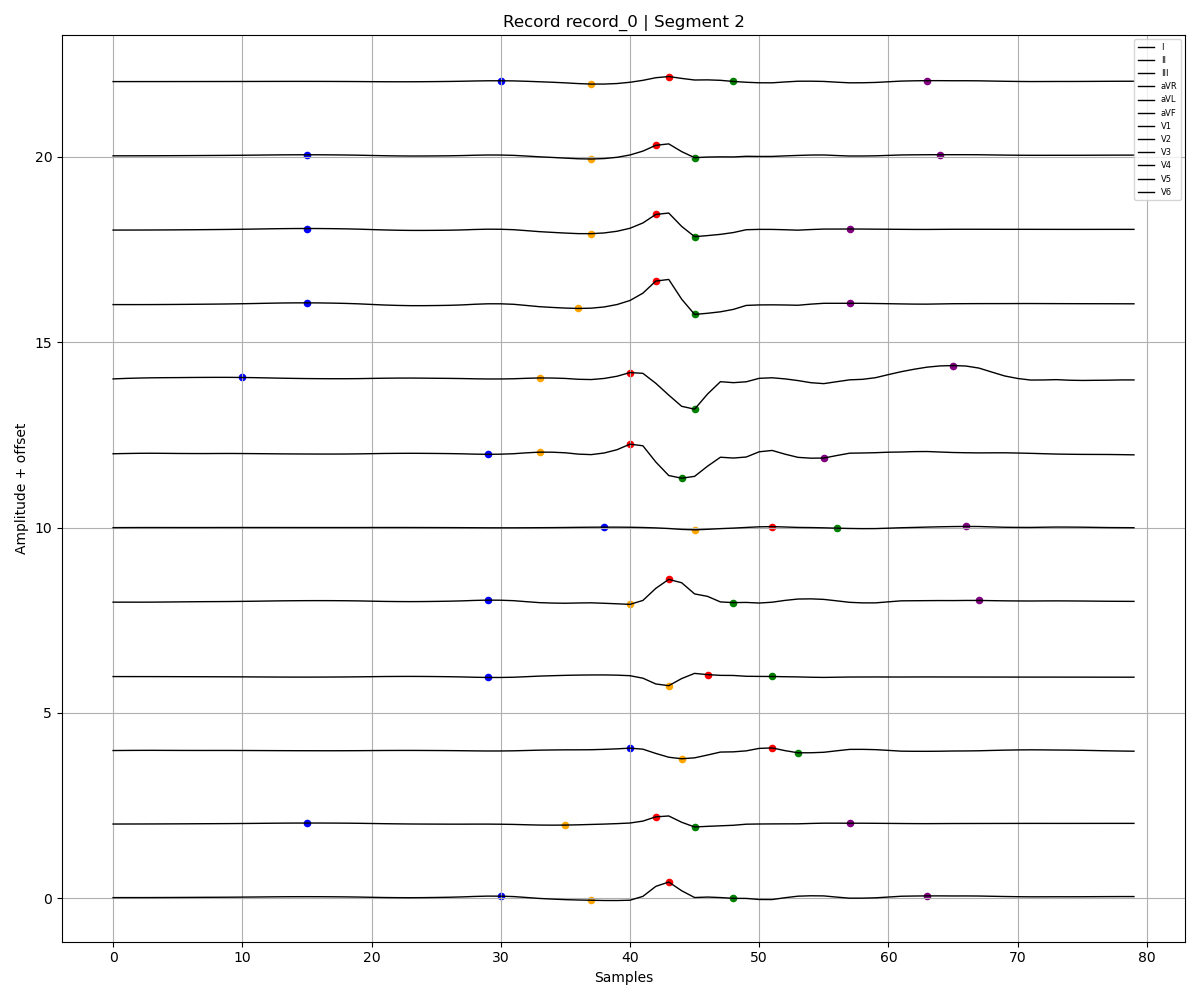 Record record_0 | Segment 2
I
II
III
aVR
aVL
aVF
V1
V2
V3
V4
V5
V6
20
15
10
5
0
Amplitude + offset
0 10 20 30 40 50 60 70 80
Samples